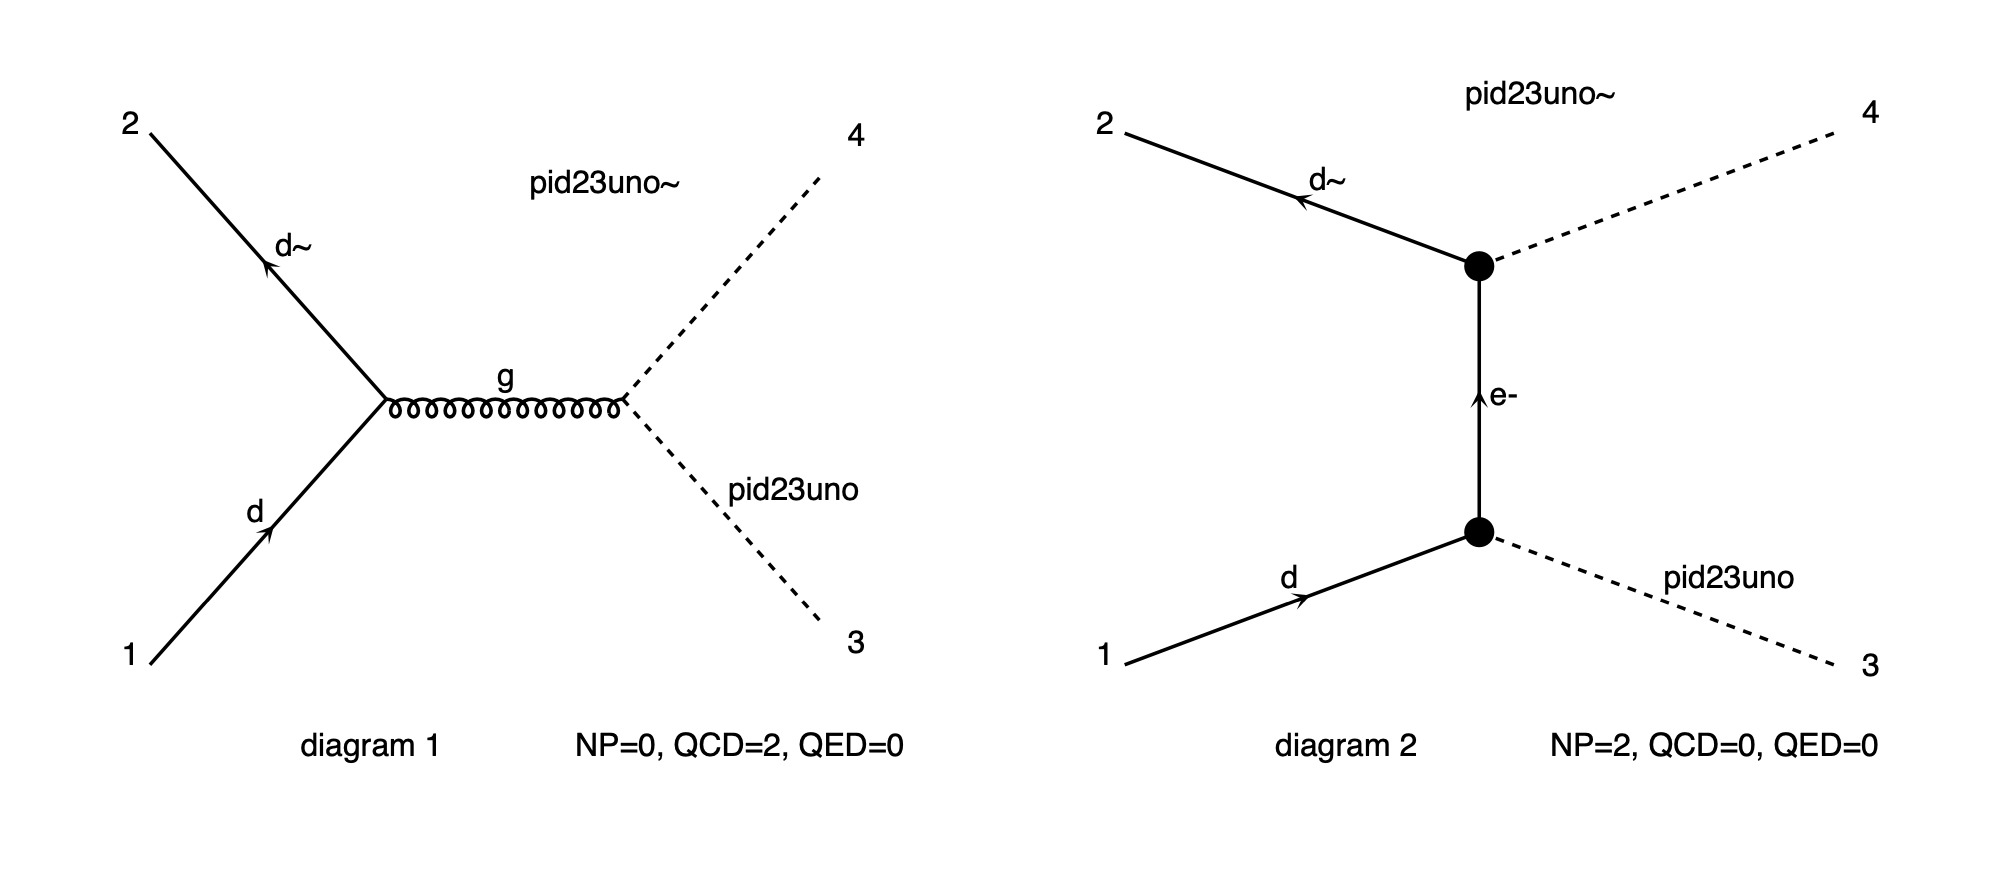 2
4
pid23uno~
d~
g
pid23uno
d
1
3
diagram 1 NP=0, QCD=2, QED=0
pid23uno~
2
4
d~
e-
d
pid23uno
1
3
diagram 2 NP=2, QCD=0, QED=0